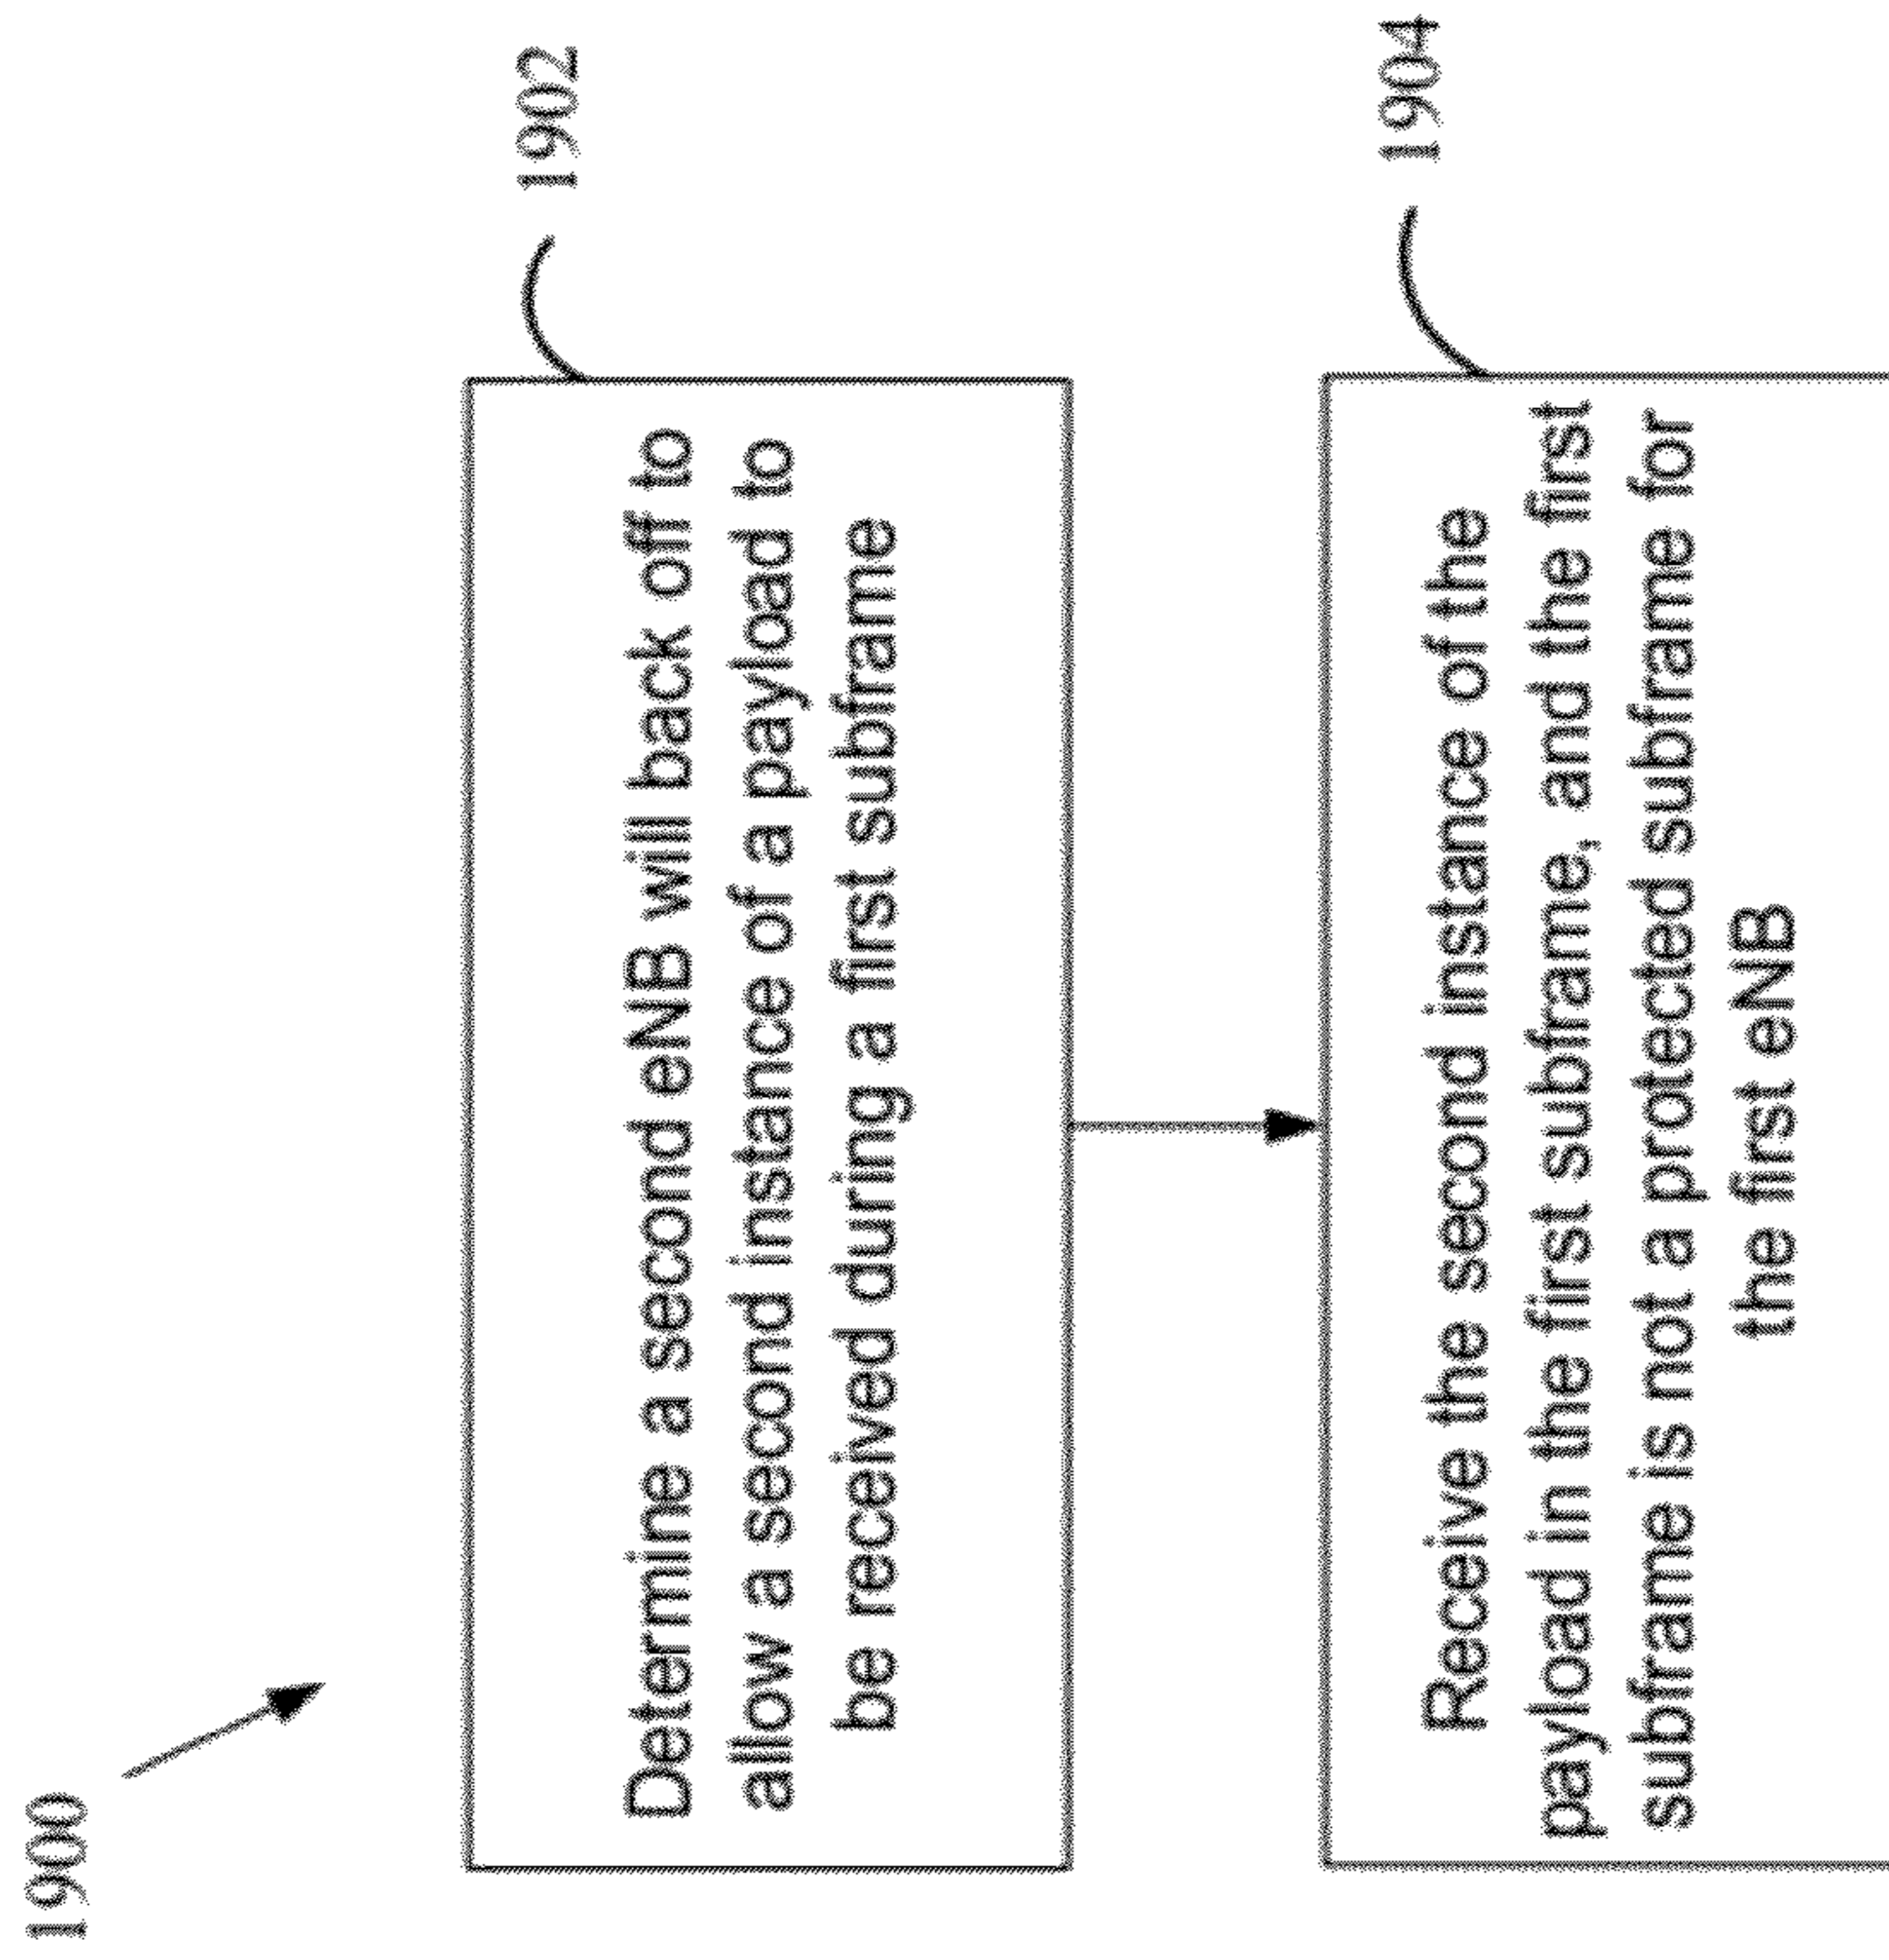 1900
1902
Determine a second eNB will back off to
allow a second instance of a payload to
be received during a first subframe
1904
Receive the second instance of the
payload in the first subframe, and the first
subframe is not a protected subframe for
the first eNB